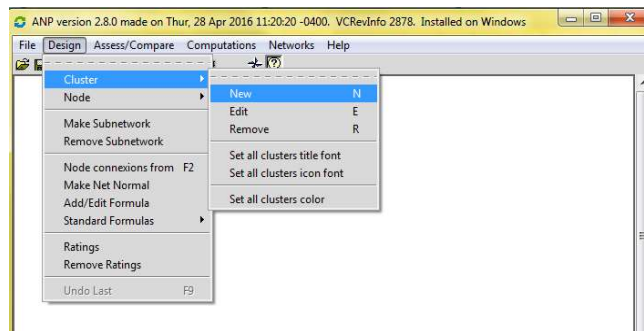 ANP version 2.8.0 made on Thur, 28 Apr 2016 11:20:20 -0400. VCRevInfo 2878. Installed on Windows
File Design Assess/Compare Computations Networks Help
Cluster
Node
Make Subnetwork
Remove Subnetwork
Node connexions from F2
Make Net Normal
Add/Edit Formula
Standard Formulas
Ratings
Remove Ratings
Undo Last F9
New N
Edit E
Remove R
Set all clusters title font
Set all clusters icon font
Set all clusters color